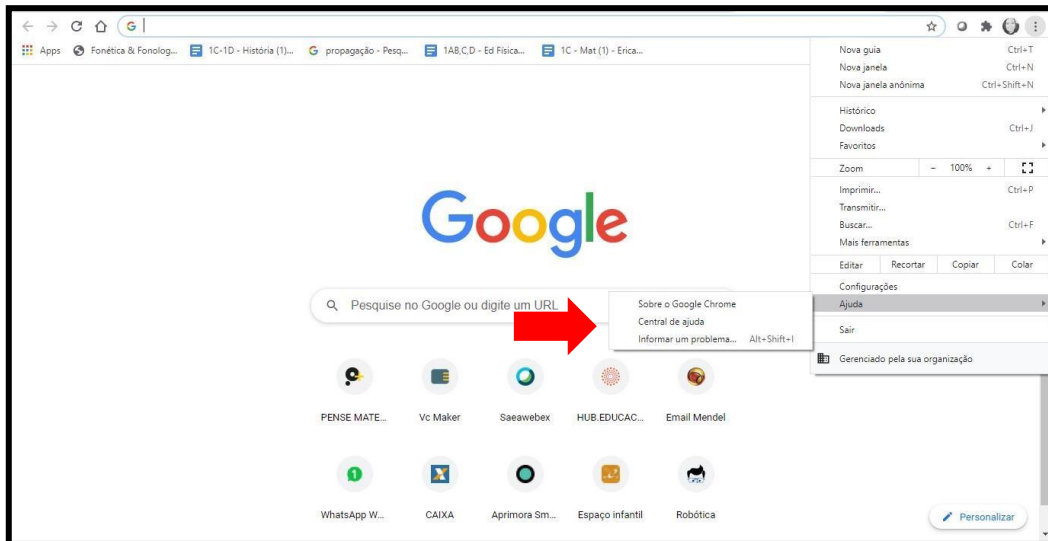 G
Apps Fonética & Fonolog... 1C-1D - História (1)... G propagação - Pesq... 1AB,C,D - Ed Física... 1C - Mat (1) - Erica...
Nova guia Ctrl+T
Nova janela Ctrl+N
Nova janela anônima Ctrl+Shift+N
Histórico
Downloads Ctrl+J
Favoritos
Zoom - 100% +
Imprimir... Ctrl+P
Transmitir...
Buscar... Ctrl+F
Mais ferramentas
Editar Recortar Copiar Colar
Configurações
Ajuda
Sair
Gerenciado pela sua organização
Google
Pesquise no Google ou digite um URL
Sobre o Google Chrome
Central de ajuda
Informar um problema... Alt+Shift+I
PENSE MATE... Vc Maker Saeawebex HUB.EDUCAC... Email Mendel
1
WhatsApp W... CAIXA Aprimora Sm... Espaço infantil Robótica
Personalizar